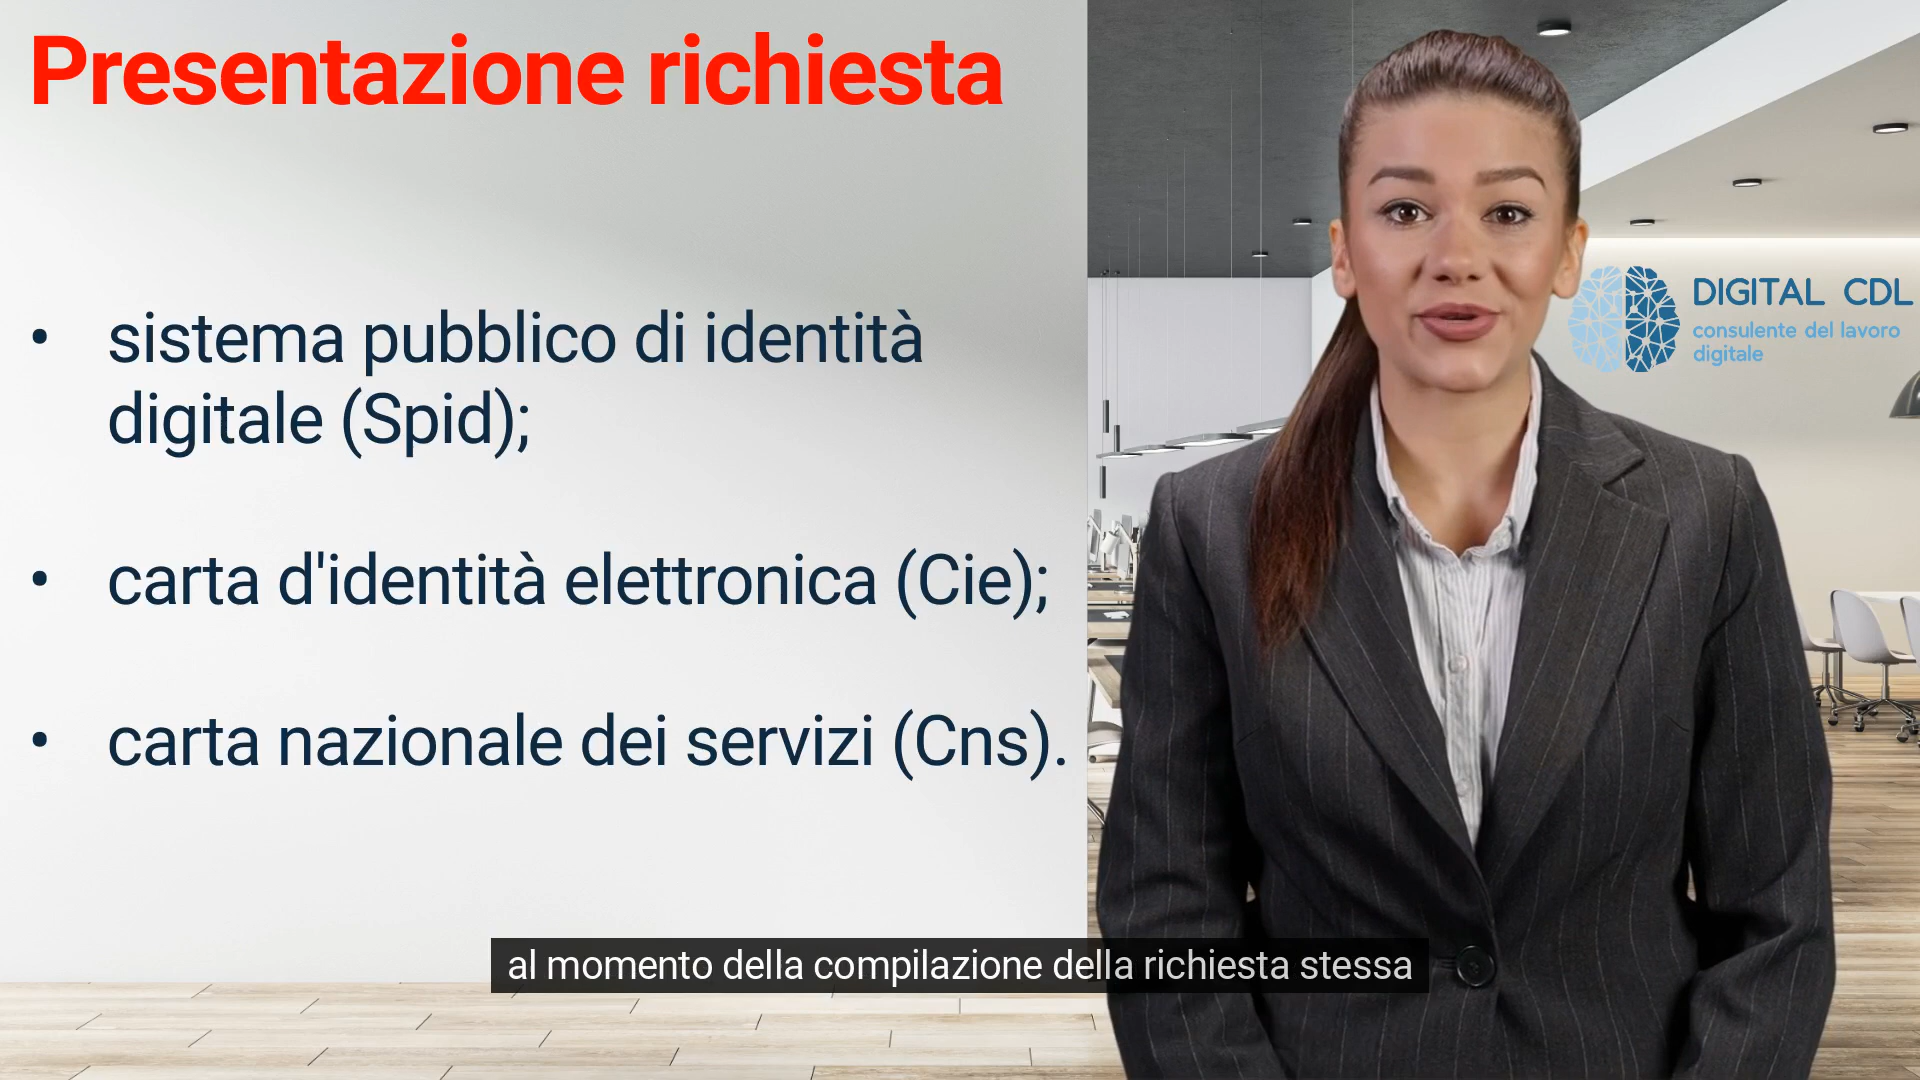 Presentazione richiesta
• sistema pubblico di identità
digitale (Spid);
• carta d'identità elettronica (Cie);
• carta nazionale dei servizi (Cns).
DIGITAL CDL
consulente del lavoro
digitale
al momento della compilazione della richiesta stessa